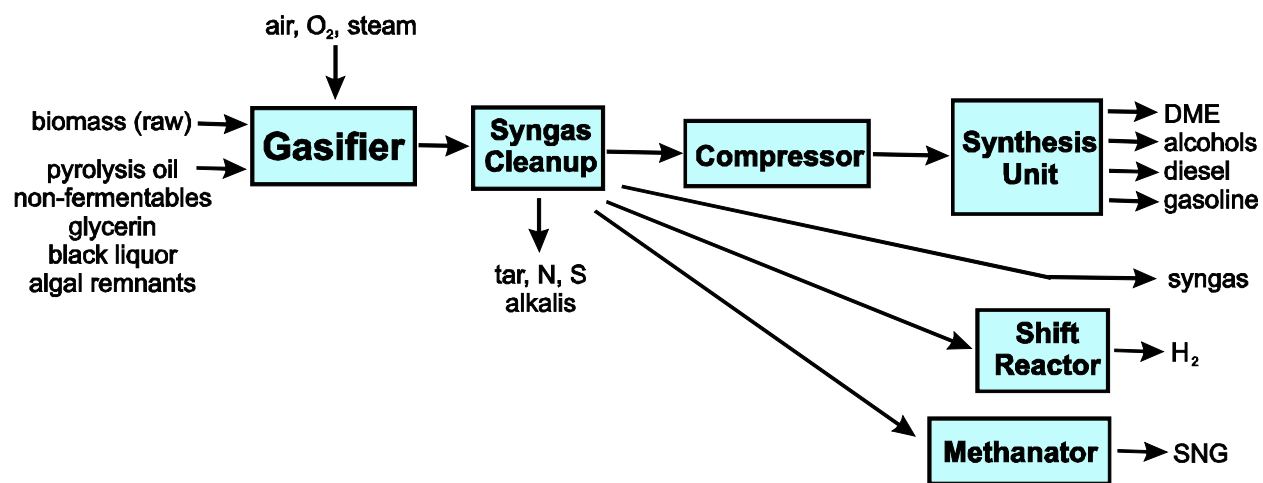 air, O₂, steam
biomass (raw)
pyrolysis oil
non-fermentables
glycerin
black liquor
algal remnants
Gasifier
Syngas
Cleanup
tar, N, S
alkalis
Compressor
Synthesis
Unit
DME
alcohols
diesel
gasoline
syngas
Shift
Reactor
H₂
Methanator
SNG